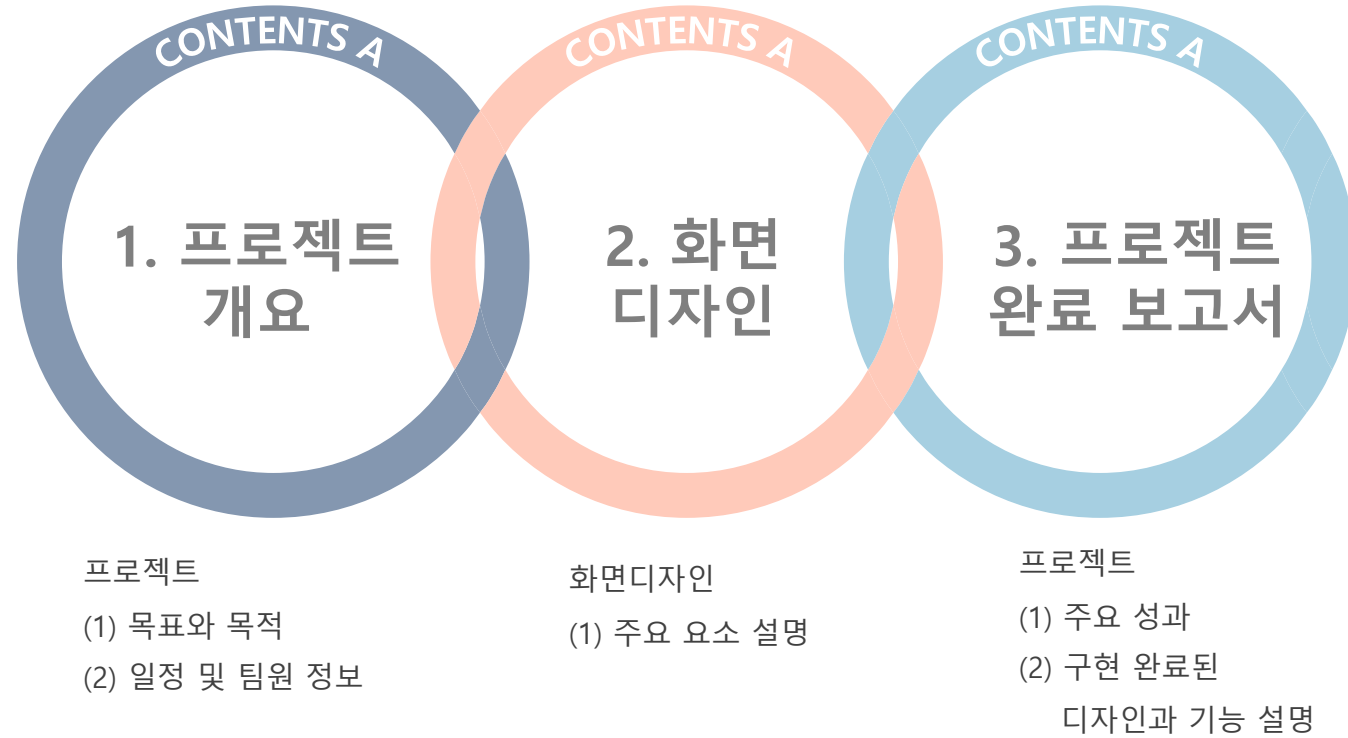 CONTENTS A
1. 프로젝트
개요
프로젝트
(1) 목표와 목적
(2) 일정 및 팀원 정보
CONTENTS A
2. 화면
디자인
화면디자인
(1) 주요 요소 설명
CONTENTS A
3. 프로젝트
완료 보고서
프로젝트
(1) 주요 성과
(2) 구현 완료된
디자인과 기능 설명